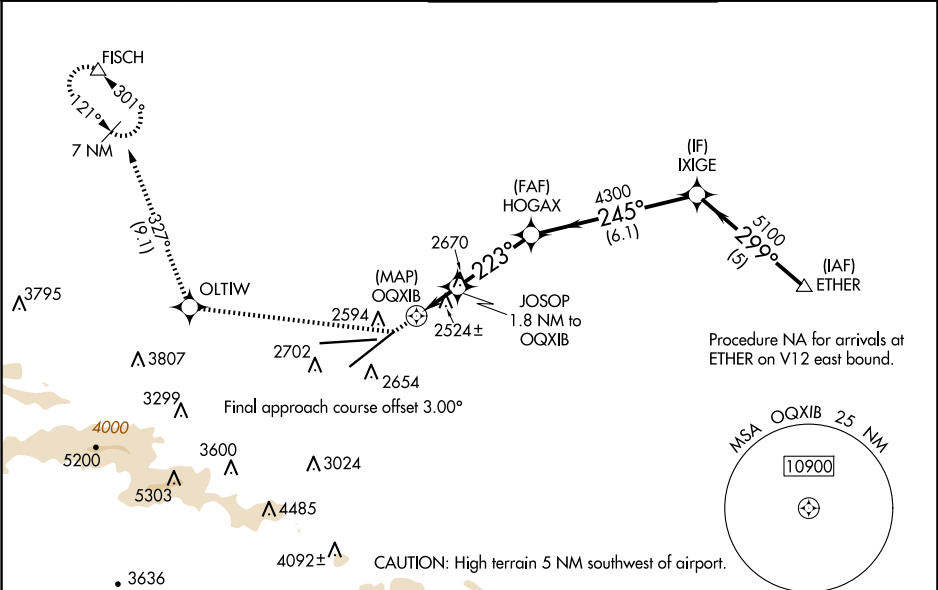 FISCH
301°
121°
7 NM
327°
(9.1)
OLTIW
3795
3807
3299
4000
5200
5303
3600
3024
4485
4092±
3636
2594
2702
2654
(MAP)
OQXIB
2670
2524±
223°
(FAF)
HOGAX
JOSOP
1.8 NM to
OQXIB
4300
245°
(6.1)
(IF)
IXIGE
5100
299°
(5)
(IAF)
ETHER
Procedure NA for arrivals at
ETHER on V12 east bound.
Final approach course offset 3.00°
MSA OQXIB 25 NM
10900
CAUTION: High terrain 5 NM southwest of airport.